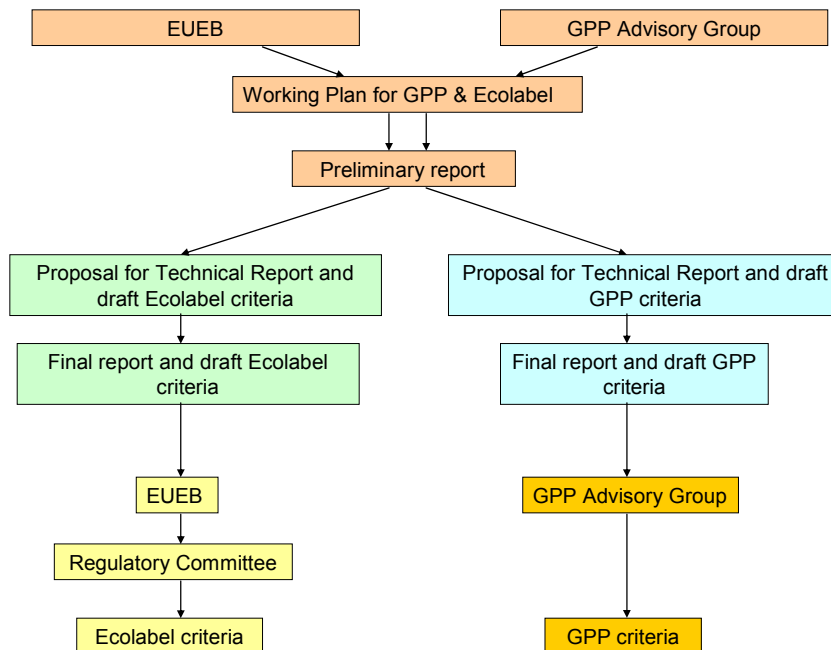 EUEB
GPP Advisory Group
Working Plan for GPP & Ecolabel
Preliminary report
Proposal for Technical Report and
draft Ecolabel criteria
Proposal for Technical Report and draft
GPP criteria
Final report and draft Ecolabel
criteria
Final report and draft GPP
criteria
EUEB
GPP Advisory Group
Regulatory Committee
Ecolabel criteria
GPP criteria